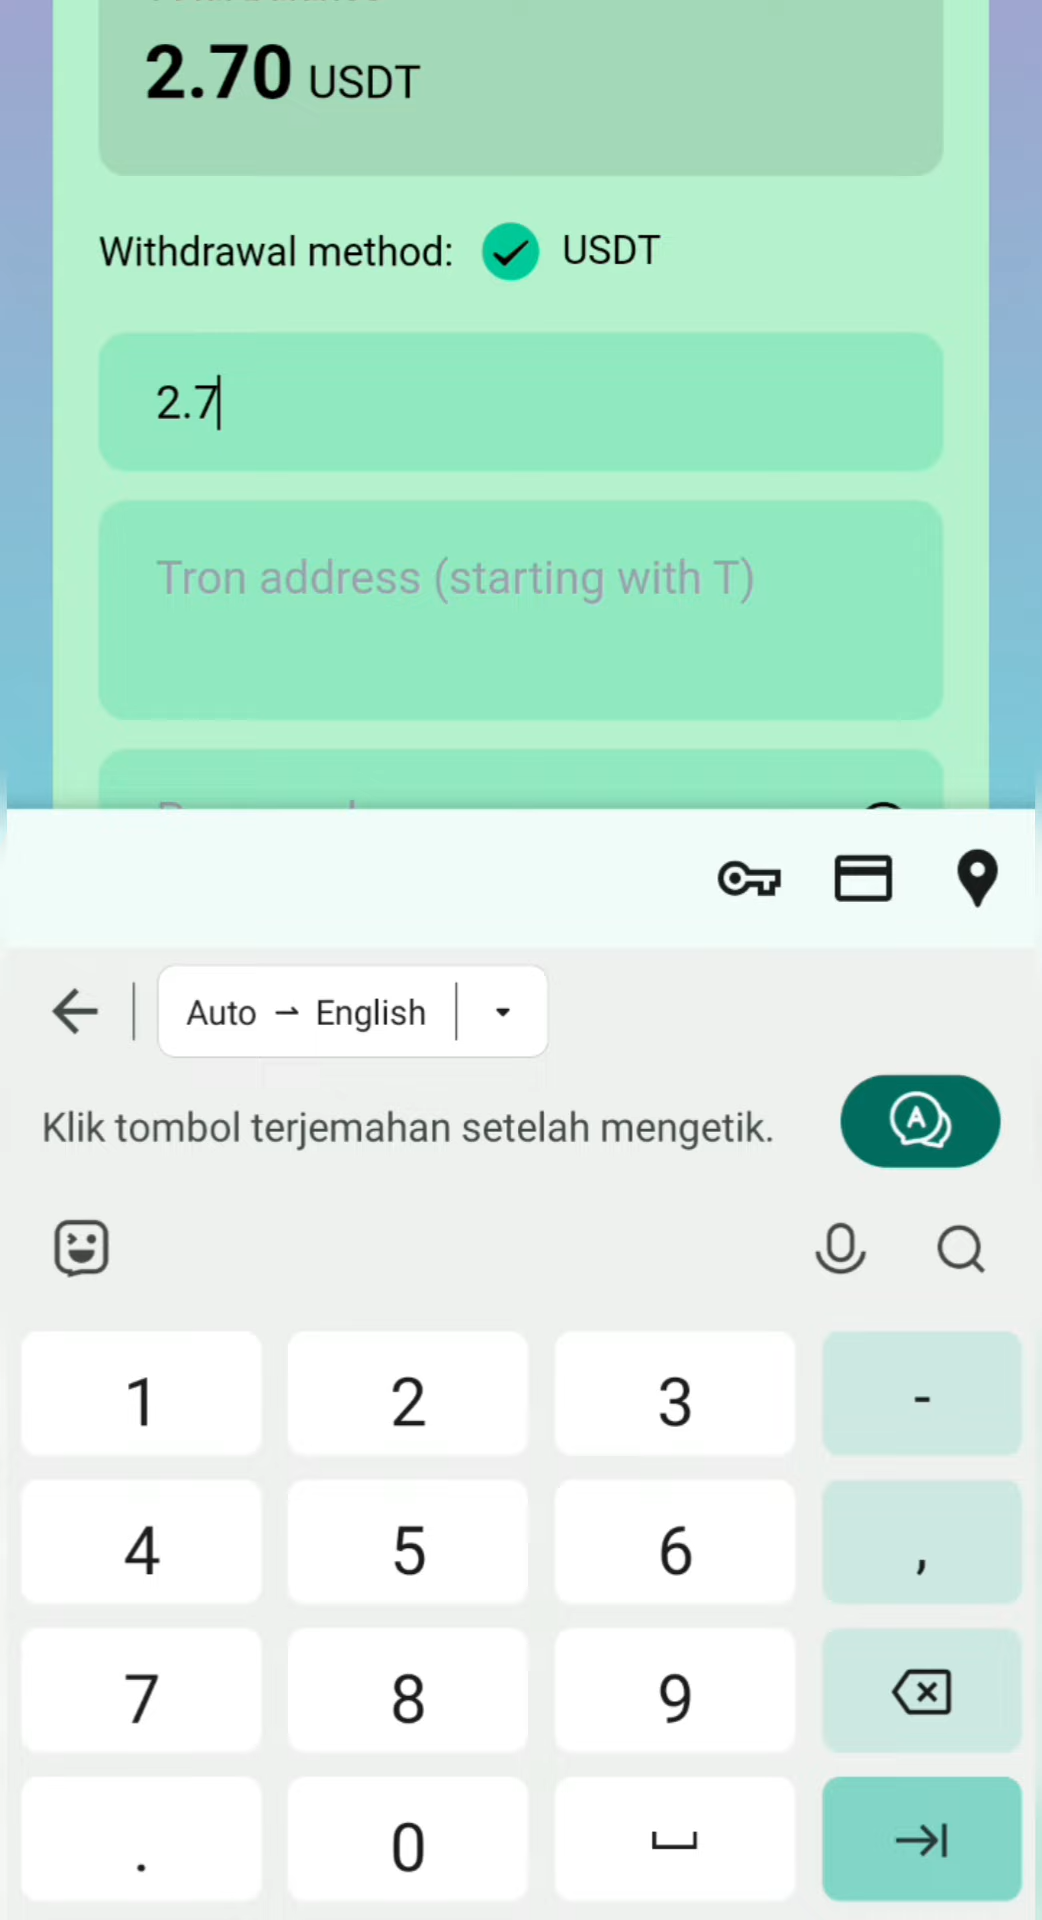 2.70 USDT
Withdrawal method: USDT
2.7
Tron address (starting with T)
Auto → English
Klik tombol terjemahan setelah mengetik.
A
1 2 3 -
4 5 6 ,
7 8 9
. 0